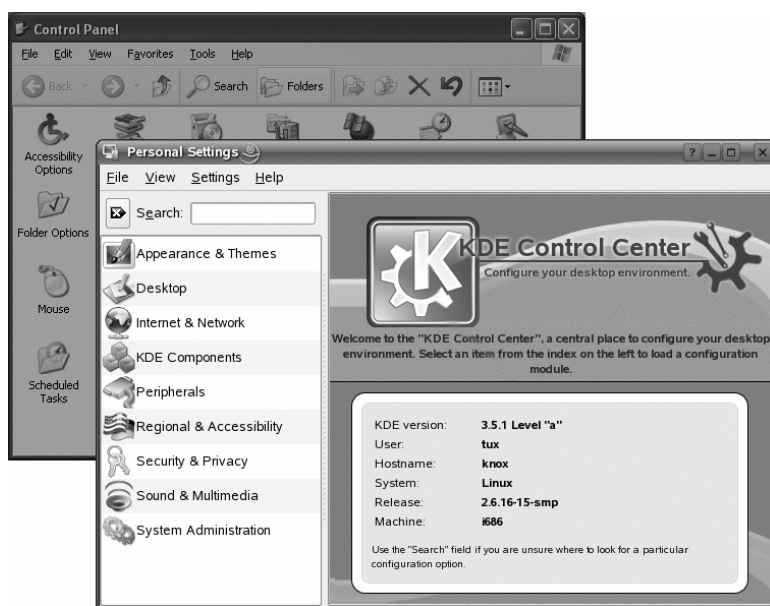 Control Panel
File Edit View Favorites Tools Help
Back Search Folders
Accessibility
Options
Folder Options
Mouse
Scheduled
Tasks
Personal Settings
File View Settings Help
Search:
Appearance & Themes
Desktop
Internet & Network
KDE Components
Peripherals
Regional & Accessibility
Security & Privacy
Sound & Multimedia
System Administration
K
KDE Control Center
Configure your desktop environment.
Welcome to the "KDE Control Center", a central place to configure your desktop
environment. Select an item from the index on the left to load a configuration
module.
KDE version: 3.5.1 Level "a"
User: tux
Hostname: knox
System: Linux
Release: 2.6.16-15-smp
Machine: i686
Use the "Search" field if you are unsure where to look for a particular
configuration option.